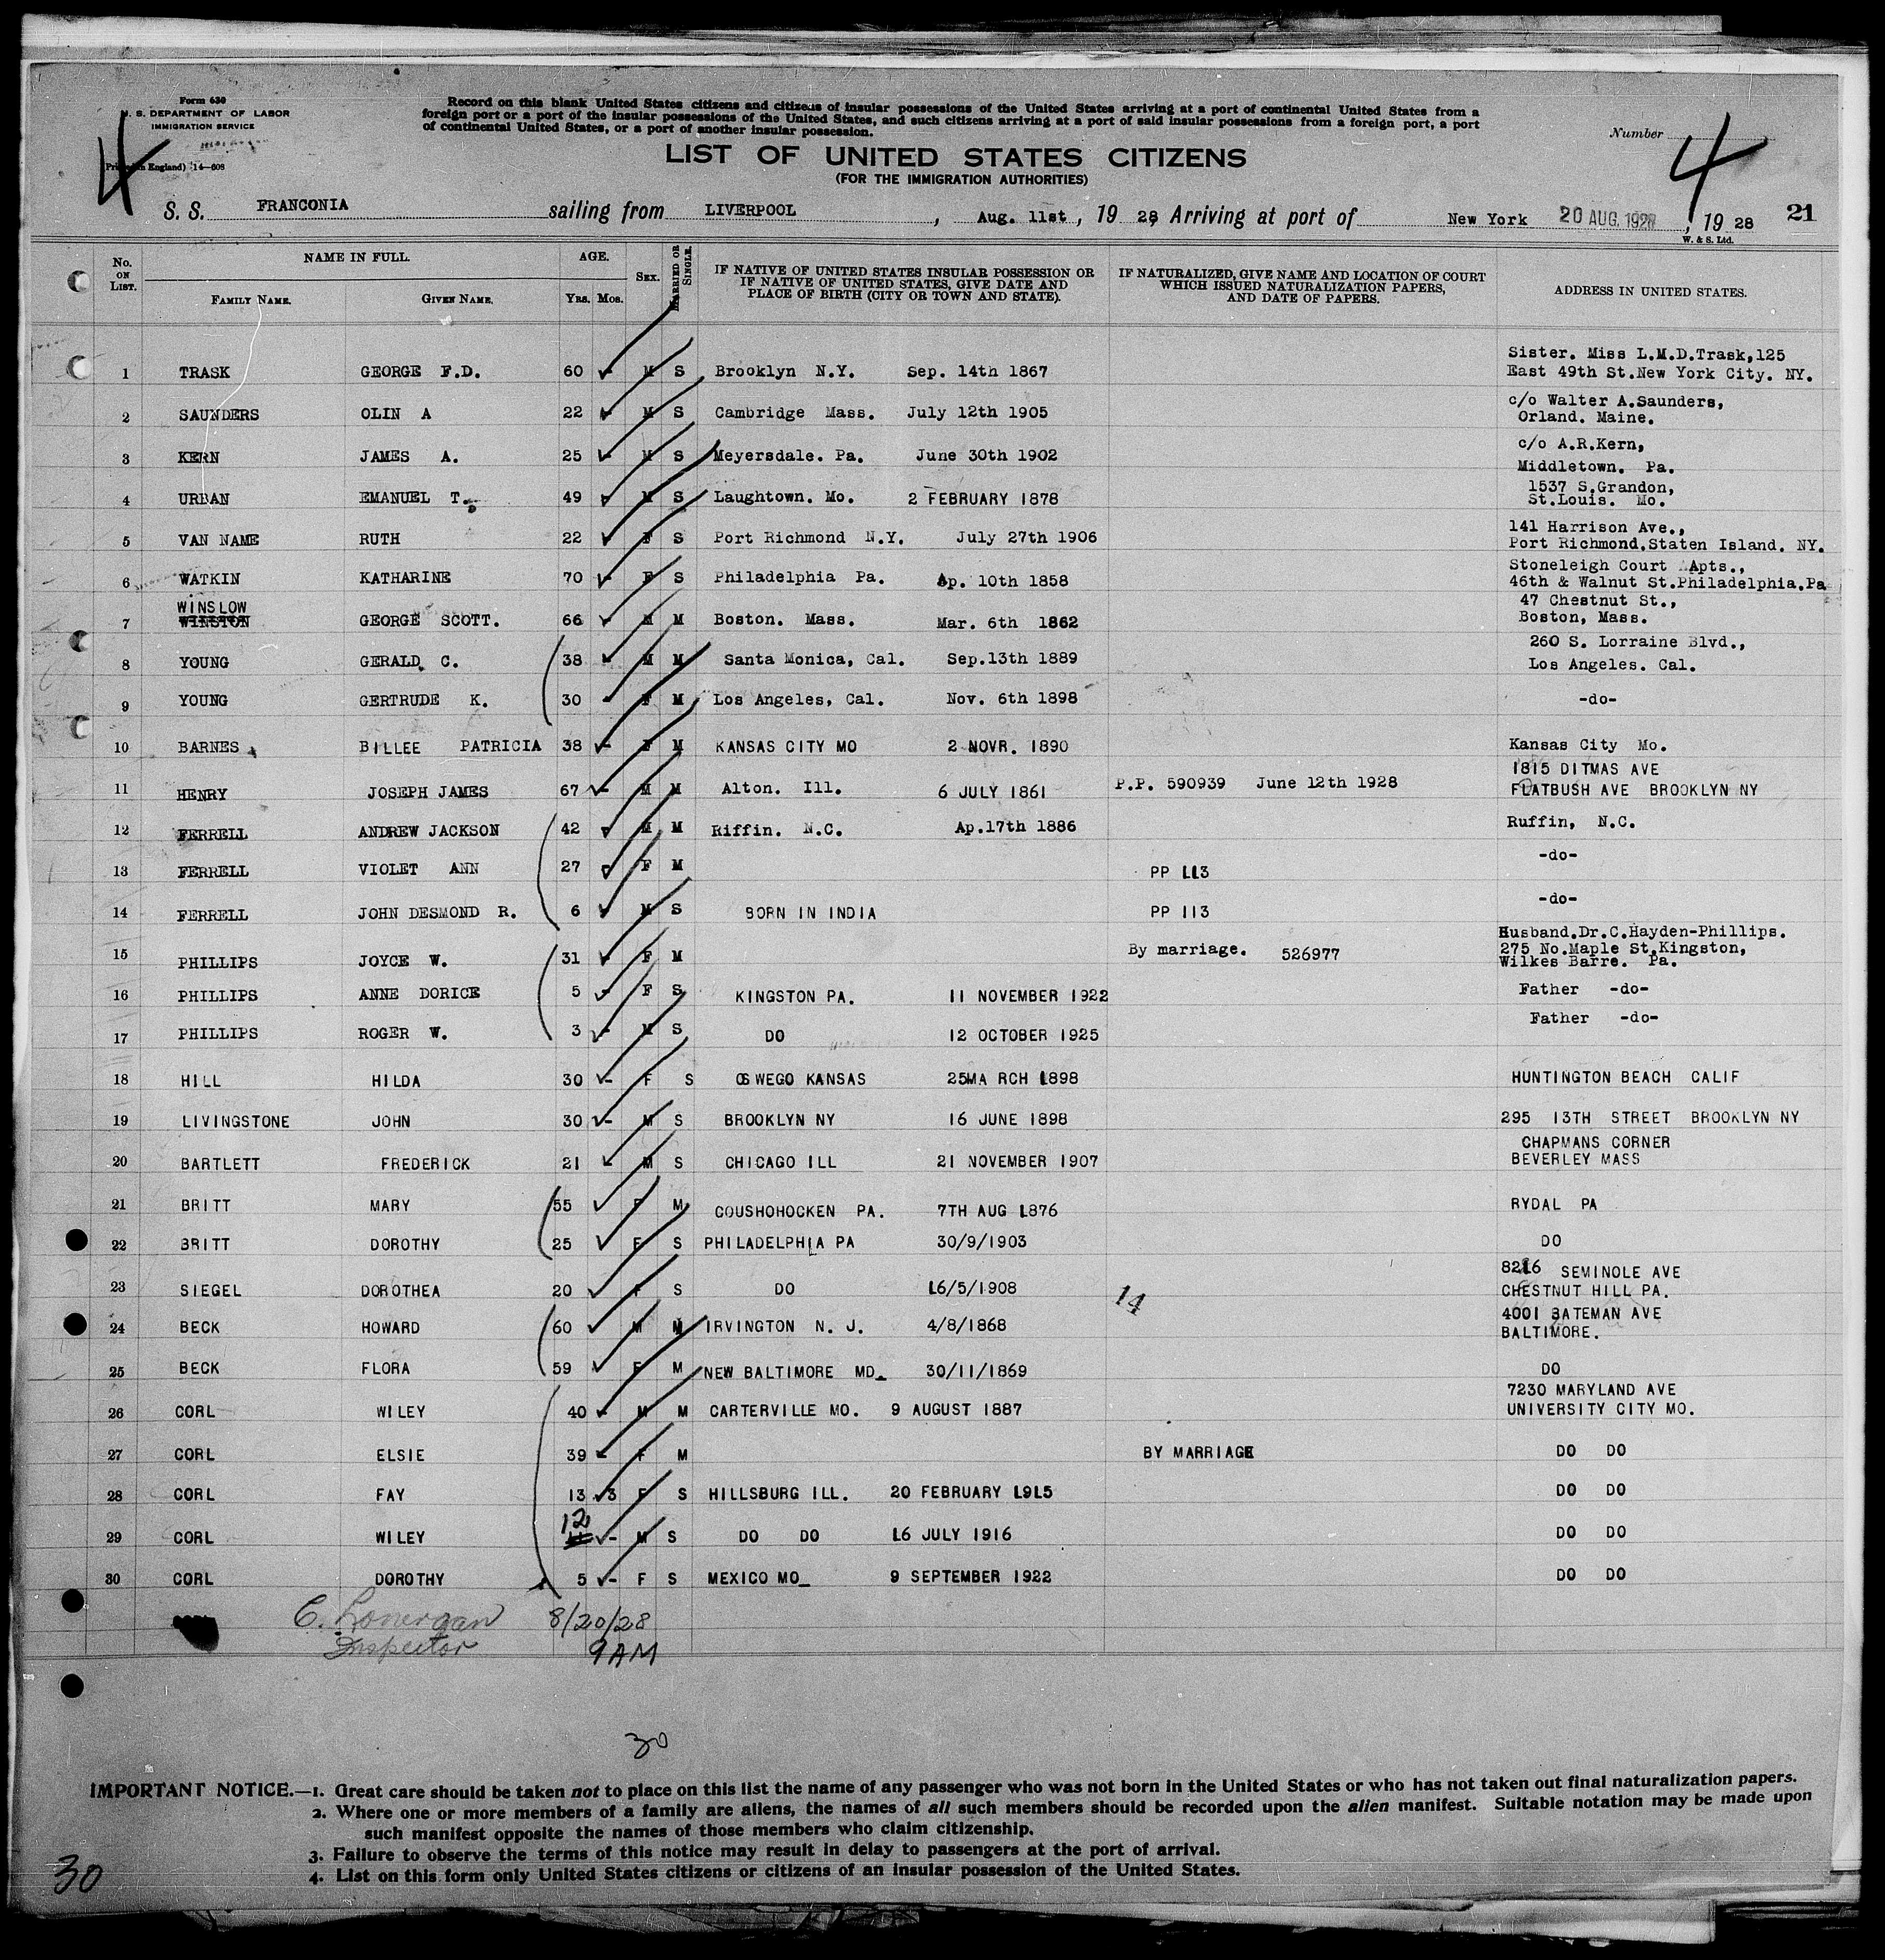 Form 630
U. S. DEPARTMENT OF LABOR
IMMIGRATION SERVICE
(Printed in England) 14—608
Record on this blank United States citizens and citizens of insular possessions of the United States arriving at a port of continental United States from a
foreign port or a port of the insular possessions of the United States, and such citizens arriving at a port of said insular possessions from a foreign port, a port
of continental United States, or a port of another insular possession.
Number
4
4
LIST OF UNITED STATES CITIZENS
(FOR THE IMMIGRATION AUTHORITIES)
S. S. FRANCONIA sailing from LIVERPOOL, Aug. 11st, 19 28, Arriving at port of New York 20 AUG. 1928, 19 28 21
W. & S. Ltd.
No. ON LIST. NAME IN FULL. FAMILY NAME. GIVEN NAME. AGE. Yrs. Mos. SEX. MARRIED OR SINGLE. IF NATIVE OF UNITED STATES INSULAR POSSESSION OR IF NATIVE OF UNITED STATES, GIVE DATE AND PLACE OF BIRTH (CITY OR TOWN AND STATE). IF NATURALIZED, GIVE NAME AND LOCATION OF COURT WHICH ISSUED NATURALIZATION PAPERS, AND DATE OF PAPERS. ADDRESS IN UNITED STATES.
1 TRASK GEORGE F.D. 60 M S Brooklyn N.Y. Sep. 14th 1867 Sister. Miss L.M.D.Trask,125 East 49th St.New York City. NY.
2 SAUNDERS OLIN A 22 M S Cambridge Mass. July 12th 1905 c/o Walter A.Saunders, Orland. Maine.
3 KERN JAMES A. 25 M S Meyersdale. Pa. June 30th 1902 c/o A.R.Kern, Middletown. Pa.
4 URBAN EMANUEL T. 49 M S Laughtown. Mo. 2 FEBRUARY 1878 1537 S.Grandon, St.Louis. Mo.
5 VAN NAME RUTH 22 F S Port Richmond N.Y. July 27th 1906 141 Harrison Ave., Port Richmond.Staten Island. NY.
6 WATKIN KATHARINE 70 F S Philadelphia Pa. Ap. 10th 1858 Stoneleigh Court Apts., 46th & Walnut St.Philadelphia.Pa
7 WINSLOW WINSTON GEORGE SCOTT. 66 M M Boston. Mass. Mar. 6th 1862 47 Chestnut St., Boston, Mass.
8 YOUNG GERALD C. 38 M M Santa Monica, Cal. Sep.13th 1889 260 S. Lorraine Blvd., Los Angeles. Cal.
9 YOUNG GERTRUDE K. 30 F M Los Angeles, Cal. Nov. 6th 1898 -do-
10 BARNES BILLEE PATRICIA 38 F M KANSAS CITY MO 2 NOVR. 1890 Kansas City Mo.
11 HENRY JOSEPH JAMES 67 M M Alton. Ill. 6 JULY 1861 P.P. 590939 June 12th 1928 1815 DITMAS AVE FLATBUSH AVE BROOKLYN NY
12 FERRELL ANDREW JACKSON 42 M M Riffin. N.C. Ap.17th 1886 Ruffin, N.C.
13 FERRELL VIOLET ANN 27 F M PP 113 -do-
14 FERRELL JOHN DESMOND R. 6 M S BORN IN INDIA PP 113 -do-
15 PHILLIPS JOYCE W. 31 F M By marriage. 526977 Husband.Dr.C.Hayden-Phillips. 275 No.Maple St.Kingston, Wilkes Barre. Pa.
16 PHILLIPS ANNE DORICE 5 - F S KINGSTON PA. 11 NOVEMBER 1922 Father -do-
17 PHILLIPS ROGER W. 3 - M S DO 12 OCTOBER 1925 Father -do-
18 HILL HILDA 30 - F S OSWEGO KANSAS 25MA RCH 1898 HUNTINGTON BEACH CALIF
19 LIVINGSTONE JOHN 30 - M S BROOKLYN NY 16 JUNE 1898 295 13TH STREET BROOKLYN NY
20 BARTLETT FREDERICK 21 M S CHICAGO ILL 21 NOVEMBER 1907 CHAPMANS CORNER BEVERLEY MASS
21 BRITT MARY 55 F M COUSHOHOCKEN PA. 7TH AUG 1876 RYDAL PA
22 BRITT DOROTHY 25 F S PHILADELPHIA PA 30/9/1903 DO
23 SIEGEL DOROTHEA 20 F S DO 16/5/1908 14 8216 SEMINOLE AVE CHESTNUT HILL PA.
24 BECK HOWARD 60 M M IRVINGTON N. J. 4/8/1868 4001 BATEMAN AVE BALTIMORE.
25 BECK FLORA 59 F M NEW BALTIMORE MD_ 30/11/1869 DO
26 CORL WILEY 40 M M CARTERVILLE MO. 9 AUGUST 1887 7230 MARYLAND AVE UNIVERSITY CITY MO.
27 CORL ELSIE 39 F M BY MARRIAGE DO DO
28 CORL FAY 13 3 F S HILLSBURG ILL. 20 FEBRUARY 1915 DO DO
29 CORL WILEY 12 - M S DO DO 16 JULY 1916 DO DO
30 CORL DOROTHY 5 - F S MEXICO MO_ 9 SEPTEMBER 1922 DO DO
C. Lonergan 8/20/28
Inspector 9AM
30
IMPORTANT NOTICE.—1. Great care should be taken not to place on this list the name of any passenger who was not born in the United States or who has not taken out final naturalization papers.
2. Where one or more members of a family are aliens, the names of all such members should be recorded upon the alien manifest. Suitable notation may be made upon
such manifest opposite the names of those members who claim citizenship.
3. Failure to observe the terms of this notice may result in delay to passengers at the port of arrival.
4. List on this form only United States citizens or citizens of an insular possession of the United States.
30